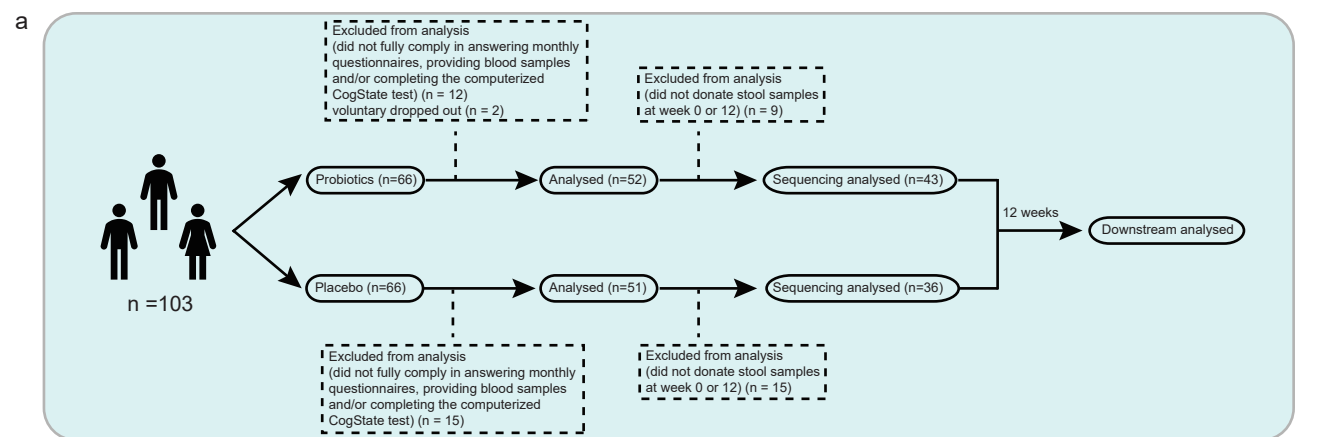 a
Excluded from analysis
(did not fully comply in answering monthly
questionnaires, providing blood samples
and/or completing the computerized
CogState test) (n = 12)
voluntary dropped out (n = 2)
Excluded from analysis
(did not donate stool samples
at week 0 or 12) (n = 9)
Probiotics (n=66)
Analysed (n=52)
Sequencing analysed (n=43)
12 weeks
Downstream analysed
n =103
Placebo (n=66)
Analysed (n=51)
Sequencing analysed (n=36)
Excluded from analysis
(did not fully comply in answering monthly
questionnaires, providing blood samples
and/or completing the computerized
CogState test) (n = 15)
Excluded from analysis
(did not donate stool samples
at week 0 or 12) (n = 15)